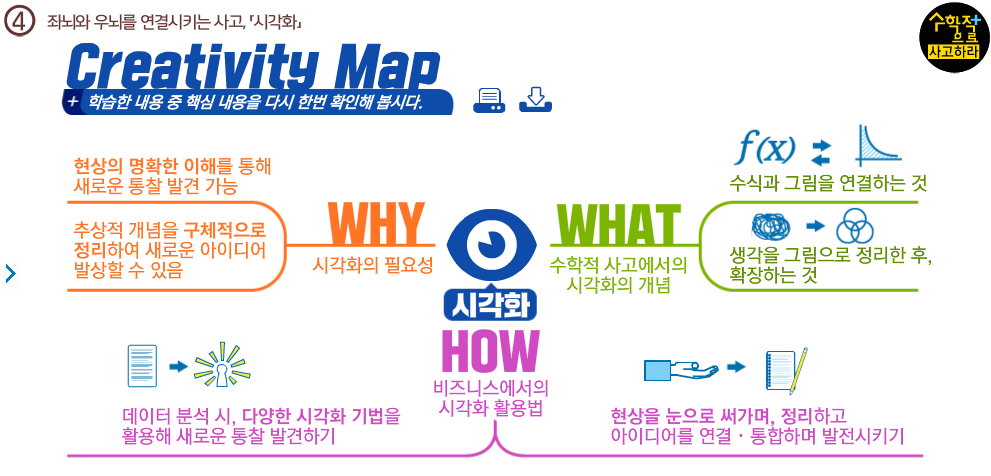 ④ 좌뇌와 우뇌를 연결시키는 사고, 「시각화」
수학적
으로
사고하라
Creativity Map
+ 학습한 내용 중 핵심 내용을 다시 한번 확인해 봅시다.
현상의 명확한 이해를 통해
새로운 통찰 발견 가능
추상적 개념을 구체적으로
정리하여 새로운 아이디어
발상할 수 있음
WHY
시각화의 필요성
시각화
WHAT
수학적 사고에서의
시각화의 개념
f(x)
수식과 그림을 연결하는 것
생각을 그림으로 정리한 후,
확장하는 것
HOW
비즈니스에서의
시각화 활용법
데이터 분석 시, 다양한 시각화 기법을
활용해 새로운 통찰 발견하기
현상을 눈으로 써가며, 정리하고
아이디어를 연결 · 통합하며 발전시키기